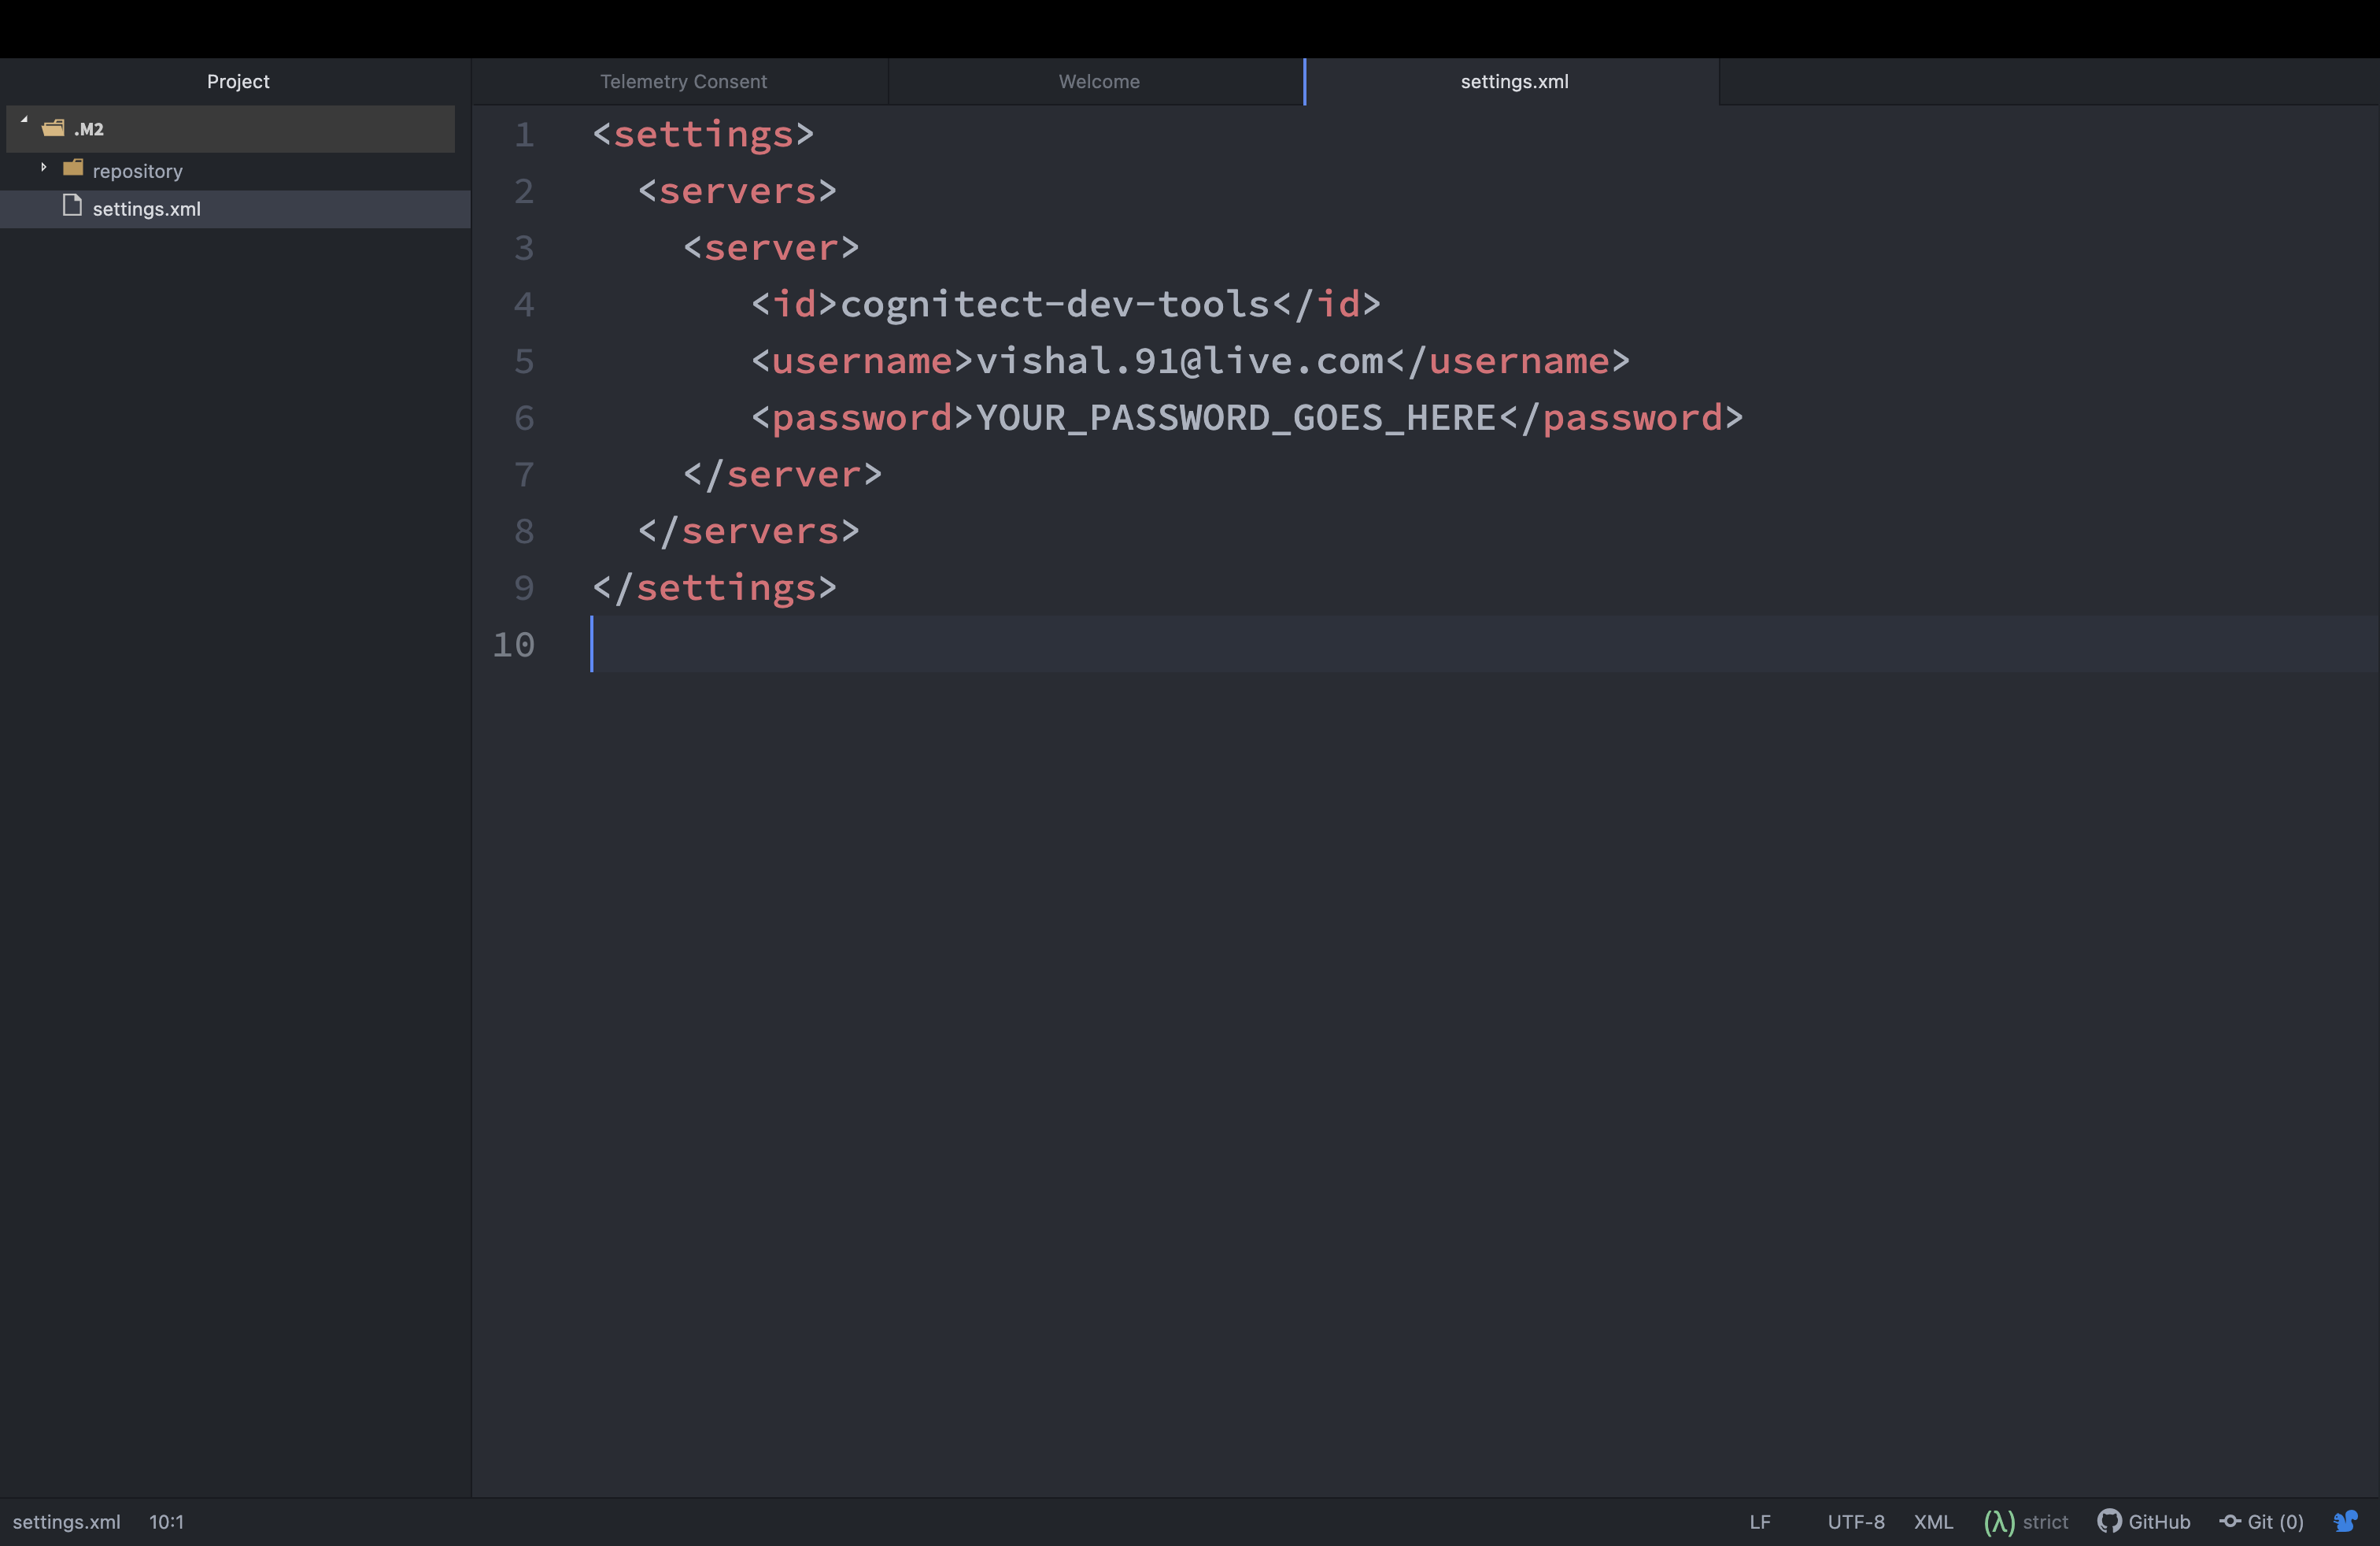 Project
Telemetry Consent
Welcome
settings.xml
.M2
repository
settings.xml
1 <settings>
2 <servers>
3 <server>
4 <id>cognitect-dev-tools</id>
5 <username>vishal.91@live.com</username>
6 <password>YOUR_PASSWORD_GOES_HERE</password>
7 </server>
8 </servers>
9 </settings>
10
settings.xml 10:1 LF UTF-8 XML (λ) strict GitHub Git (0)